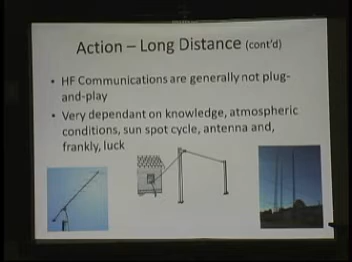 Action – Long Distance (cont'd)
• HF Communications are generally not plug-
and-play
• Very dependant on knowledge, atmospheric
conditions, sun spot cycle, antenna and,
frankly, luck